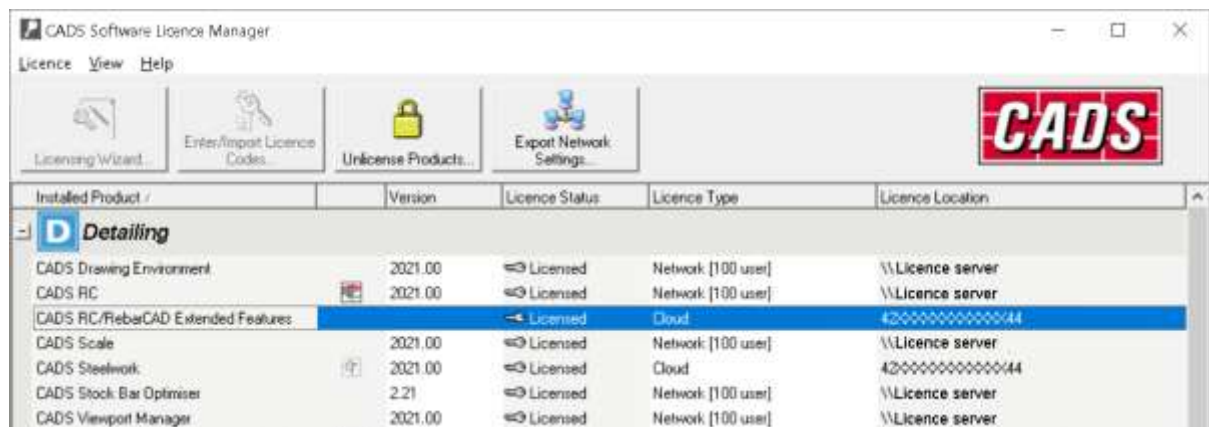 CADS Software Licence Manager
Licence View Help
Licensing Wizard...
Enter/Import Licence Codes...
Unlicense Products...
Export Network Settings...
CADS
Installed Product / Version Licence Status Licence Type Licence Location
D Detailing
CADS Drawing Environment 2021.00 Licensed Network [100 user] \\Licence server
CADS RC 2021.00 Licensed Network [100 user] \\Licence server
CADS RC/RebarCAD Extended Features Licensed Cloud 42XXXXXXXXXXXX44
CADS Scale 2021.00 Licensed Network [100 user] \\Licence server
CADS Steelwork 2021.00 Licensed Cloud 42XXXXXXXXXXXX44
CADS Stock Bar Optimiser 2.21 Licensed Network [100 user] \\Licence server
CADS Viewport Manager 2021.00 Licensed Network [100 user] \\Licence server